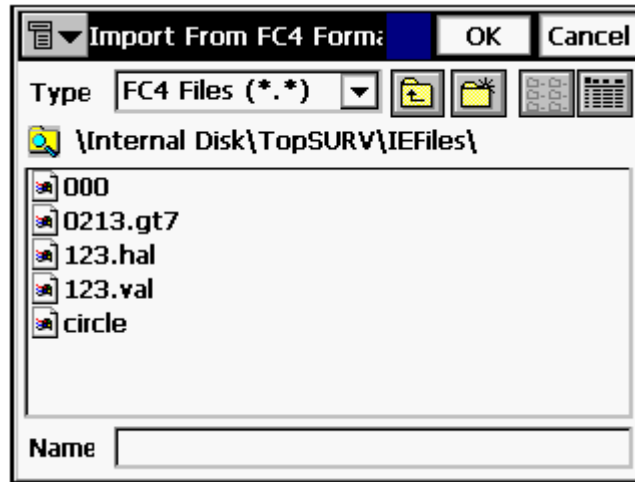 Import From FC4 Forma OK Cancel
Type FC4 Files (*.*)
\Internal Disk\TopSURV\IEFiles\
000
0213.gt7
123.hal
123.val
circle
Name